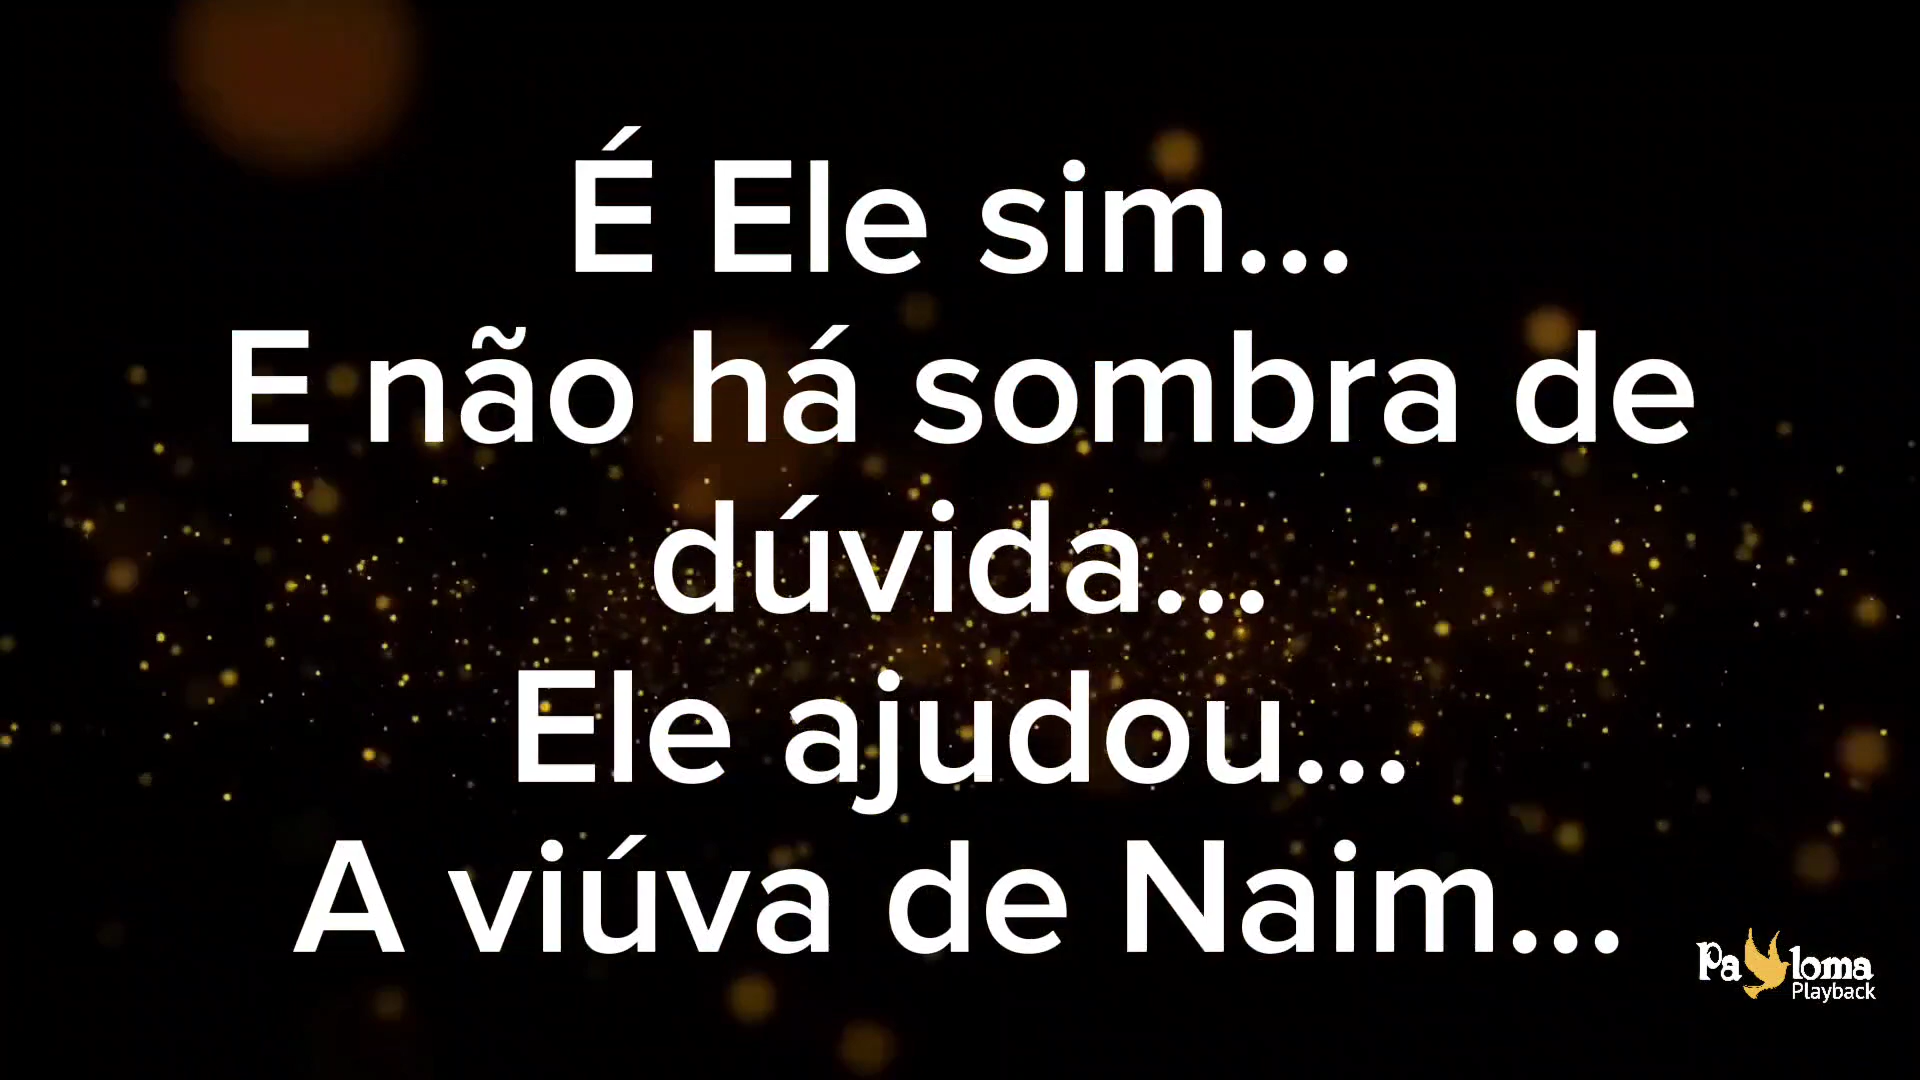 É Ele sim...
E não há sombra de
dúvida...
Ele ajudou...
A viúva de Naim...
Paloma
Playback